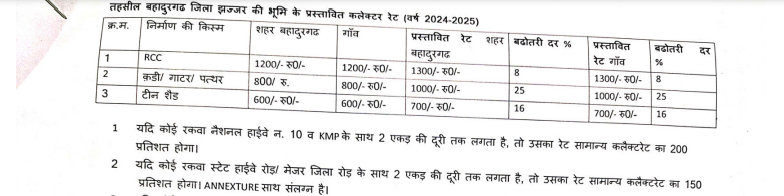 तहसील बहादुरगढ जिला झज्जर की भूमि के प्रस्तावित कलेक्टर रेट (वर्ष 2024-2025)
क्र.म. निर्माण की किस्म शहर बहादुरगढ गॉव प्रस्तावित रेट शहर बहादुरगढ बढोतरी दर % प्रस्तावित रेट गॉव बढोतरी दर %
1 RCC 1200/- रु0/- 1200/- रु0/- 1300/- रु0/- 8 1300/- रु0/- 8
2 कडी/ गाटर/ पत्थर 800/ रु. 800/- रु0/- 1000/- रु0/- 25 1000/- रु0/- 25
3 टीन शैड 600/- रु0/- 600/- रु0/- 700/- रु0/- 16 700/- रु0/- 16
1 यदि कोई रकवा नैशनल हाईवे न. 10 व KMP के साथ 2 एकड की दूरी तक लगता है, तो उसका रेट सामान्य कलैक्टरेट का 200
प्रतिशत होगा।
2 यदि कोई रकवा स्टेट हाईवे रोड/ मेजर जिला रोड़ के साथ 2 एकड की दूरी तक लगता है, तो उसका रेट सामान्य कलैक्टरेट का 150
प्रतिशत होगा। ANNEXTURE साथ संलग्न है।